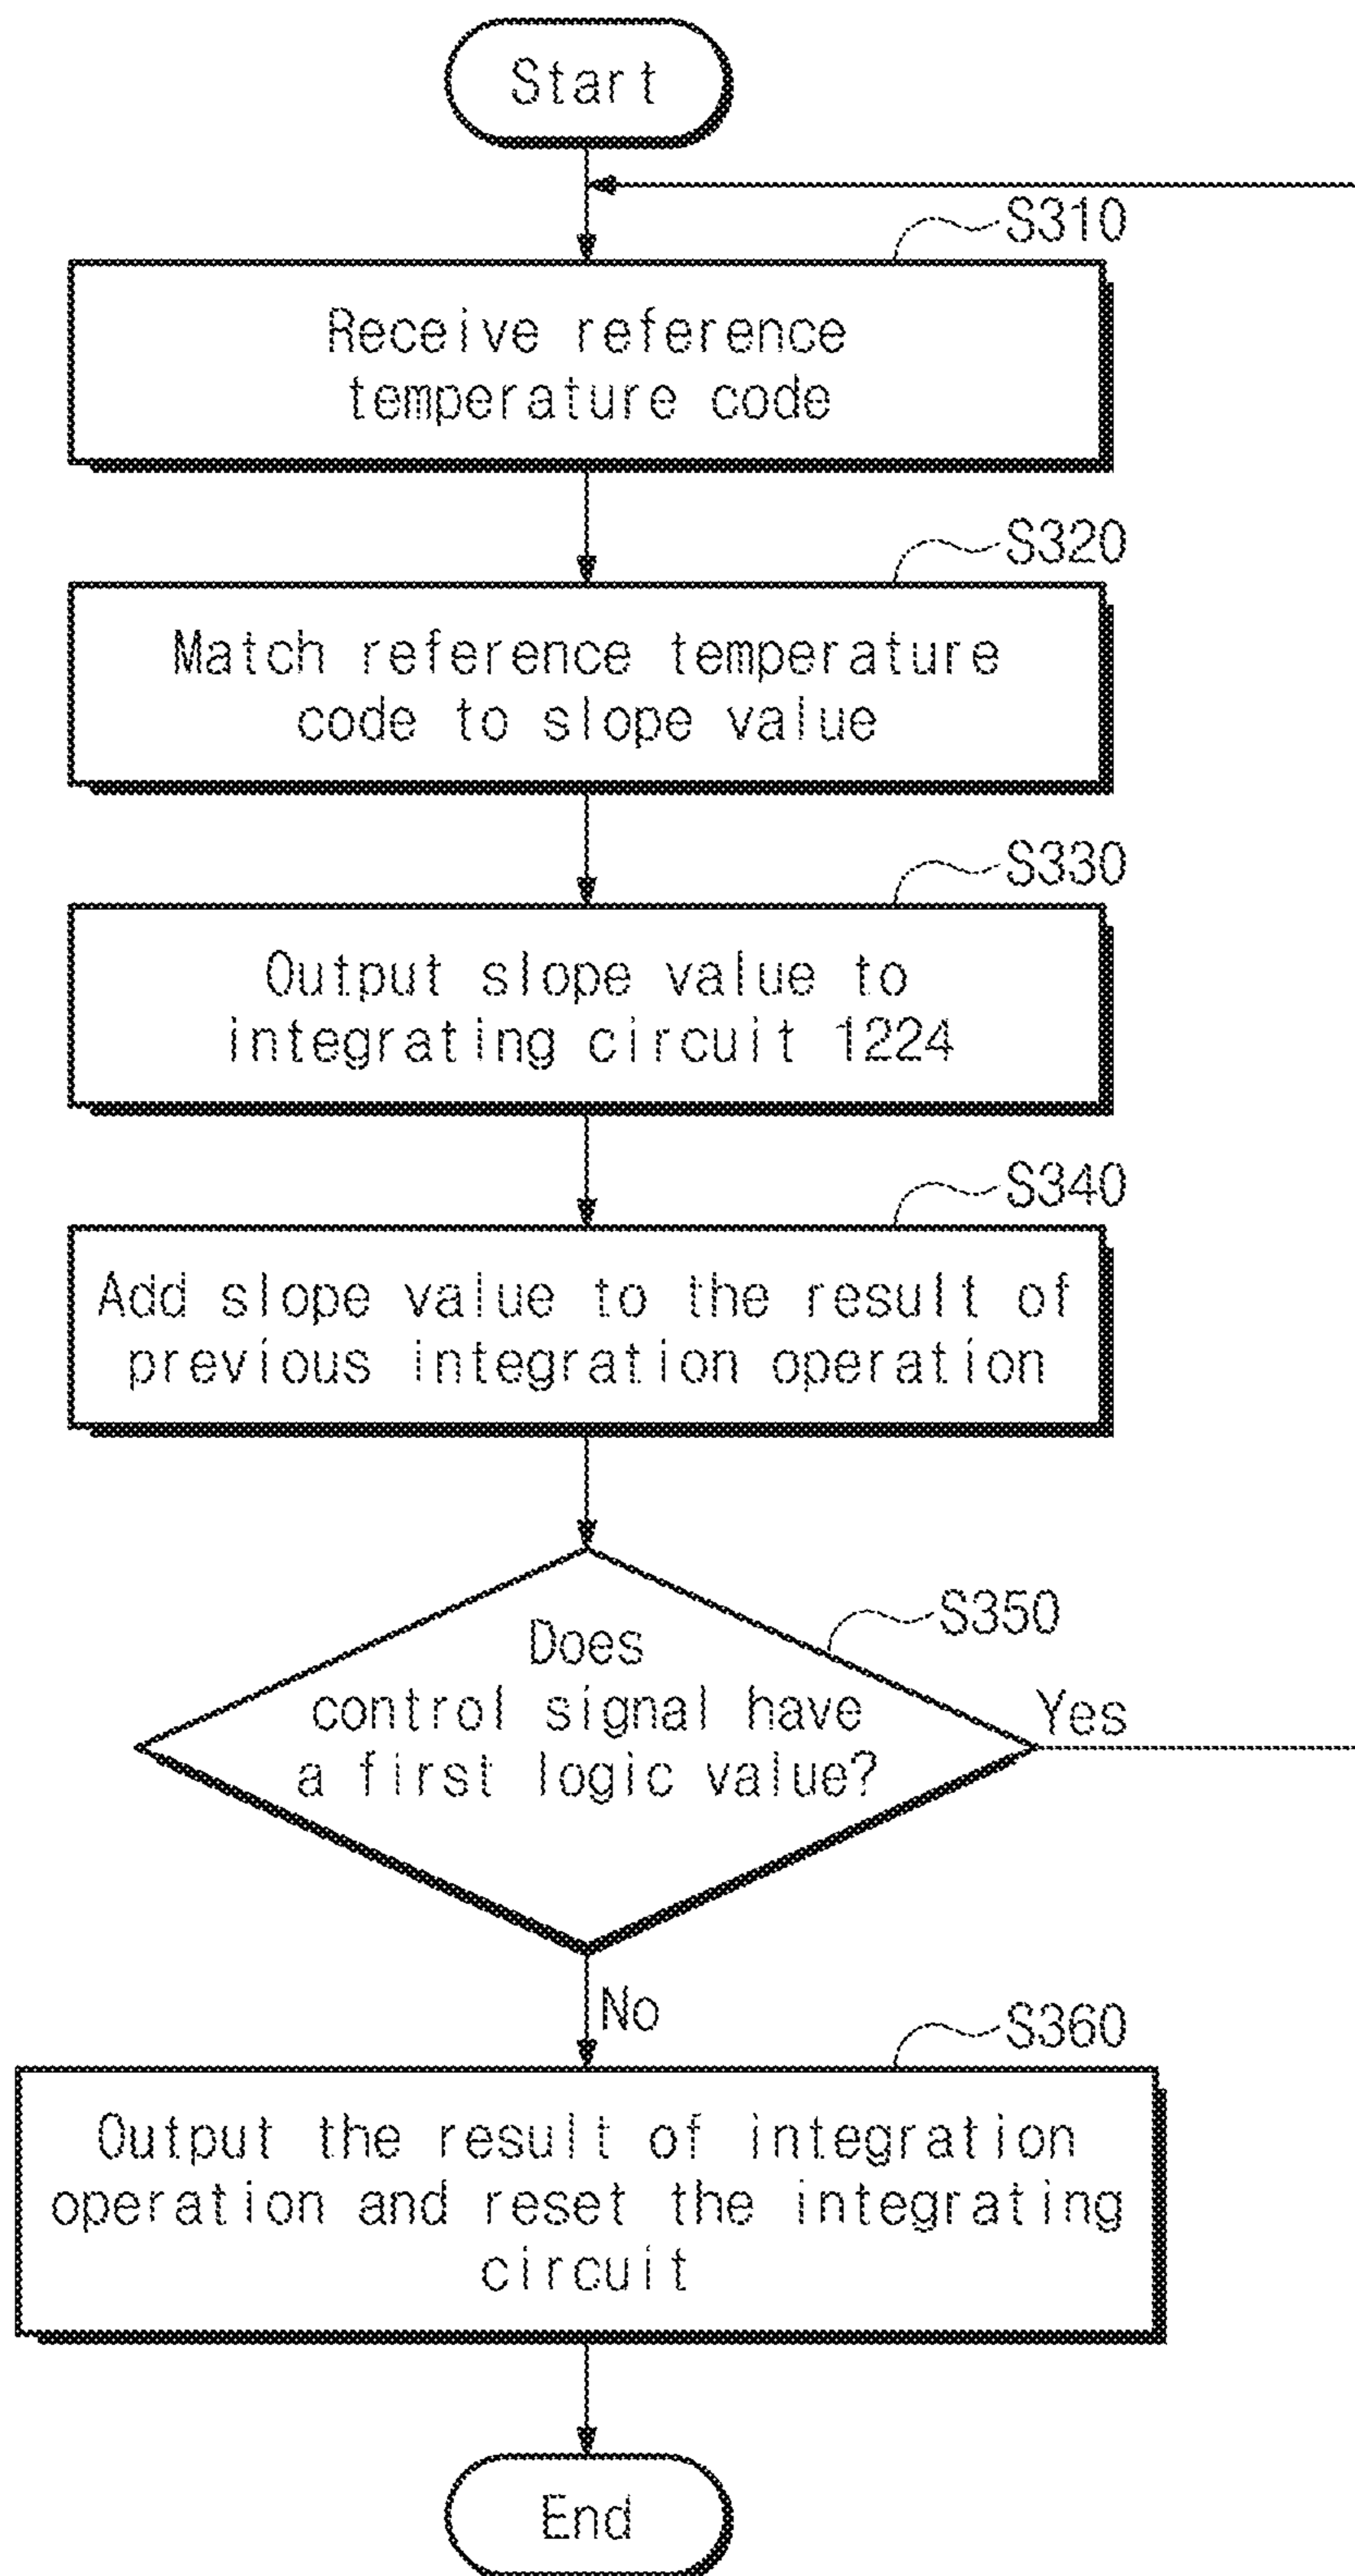 Start
S310
Receive reference
temperature code
S320
Match reference temperature
code to slope value
S330
Output slope value to
integrating circuit 1224
S340
Add slope value to the result of
previous integration operation
S350
Does
control signal have
a first logic value?
Yes
No
S360
Output the result of integration
operation and reset the integrating
circuit
End